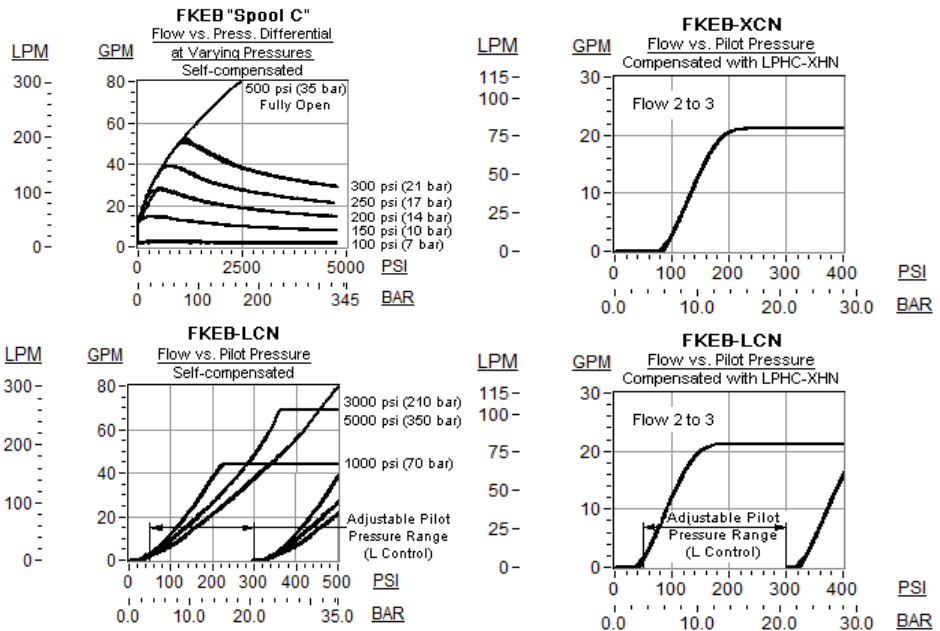 FKEB "Spool C"
Flow vs. Press. Differential
at Varying Pressures
Self-compensated
LPM
GPM
300
200
100
0
80
60
40
20
0
500 psi (35 bar)
Fully Open
300 psi (21 bar)
250 psi (17 bar)
200 psi (14 bar)
150 psi (10 bar)
100 psi (7 bar)
0 2500 5000 PSI
0 100 200 345 BAR
FKEB-XCN
Flow vs. Pilot Pressure
Compensated with LPHC-XHN
LPM
GPM
115
100
75
50
25
0
30
20
10
0
Flow 2 to 3
0 100 200 300 400 PSI
0.0 10.0 20.0 30.0 BAR
FKEB-LCN
Flow vs. Pilot Pressure
Self-compensated
LPM
GPM
300
200
100
0
80
60
40
20
0
3000 psi (210 bar)
5000 psi (350 bar)
1000 psi (70 bar)
Adjustable Pilot
Pressure Range
(L Control)
0 100 200 300 400 500 PSI
0.0 10.0 20.0 35.0 BAR
FKEB-LCN
Flow vs. Pilot Pressure
Compensated with LPHC-XHN
LPM
GPM
115
100
75
50
25
0
30
20
10
0
Flow 2 to 3
Adjustable Pilot
Pressure Range
(L Control)
0 100 200 300 400 PSI
0.0 10.0 20.0 30.0 BAR